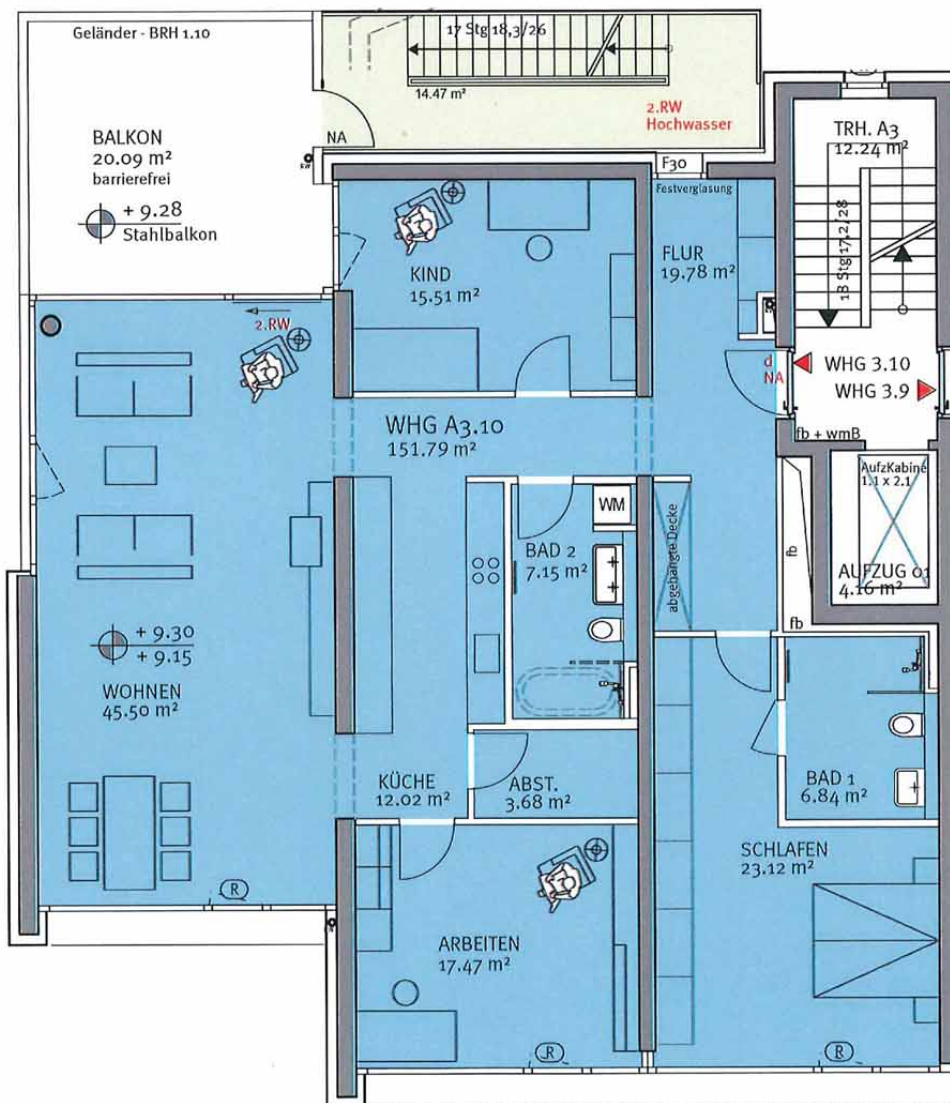 Geländer - BRH 1.10
17 Stg 18,3/26
14.47 m²
2.RW
Hochwasser
BALKON
20.09 m²
barrierefrei
NA
+ 9.28
Stahlbalkon
TRH. A3
12.24 m²
18 Stg 17,2/28
F30
Festverglasung
FLUR
19.78 m²
KIND
15.51 m²
2.RW
d
NA
WHG 3.10
WHG 3.9
fb + wmB
WHG A3.10
151.79 m²
AufzKabine
1.1 x 2.1
AUFZUG 01
4.16 m²
fb
fb
WM
BAD 2
7.15 m²
abgehängte Decke
+ 9.30
+ 9.15
WOHNEN
45.50 m²
KÜCHE
12.02 m²
ABST.
3.68 m²
BAD 1
6.84 m²
SCHLAFEN
23.12 m²
ARBEITEN
17.47 m²
R
R
R